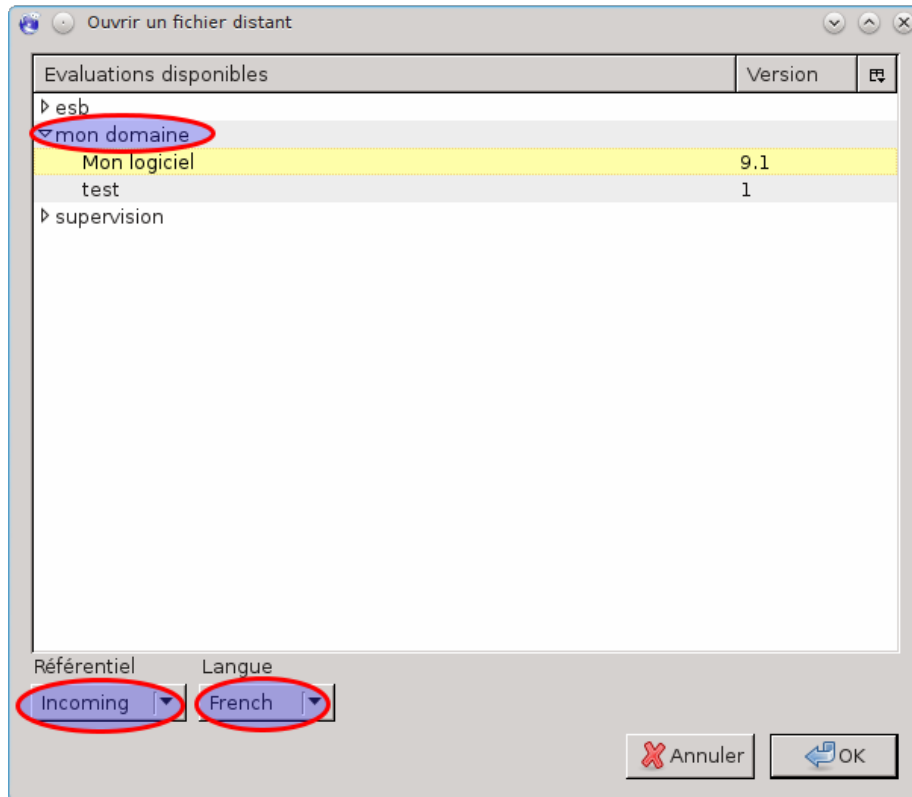 Ouvrir un fichier distant
Evaluations disponibles Version
esb
mon domaine
Mon logiciel 9.1
test 1
supervision
Référentiel Langue
Incoming French
Annuler OK